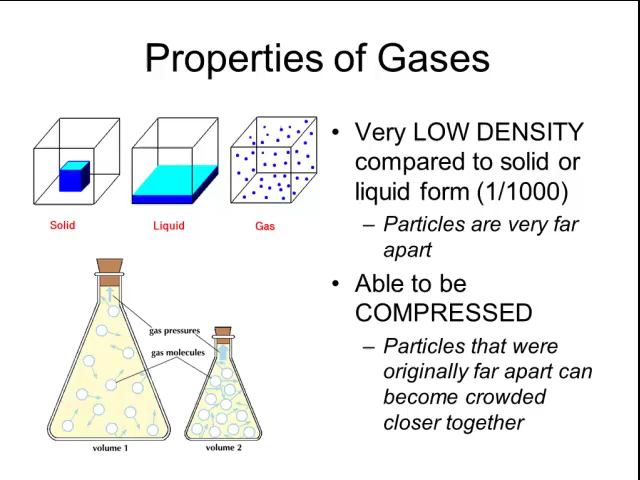 Properties of Gases
Solid
Liquid
Gas
gas pressures
gas molecules
volume 1
volume 2
• Very LOW DENSITY
compared to solid or
liquid form (1/1000)
– Particles are very far
apart
• Able to be
COMPRESSED
– Particles that were
originally far apart can
become crowded
closer together